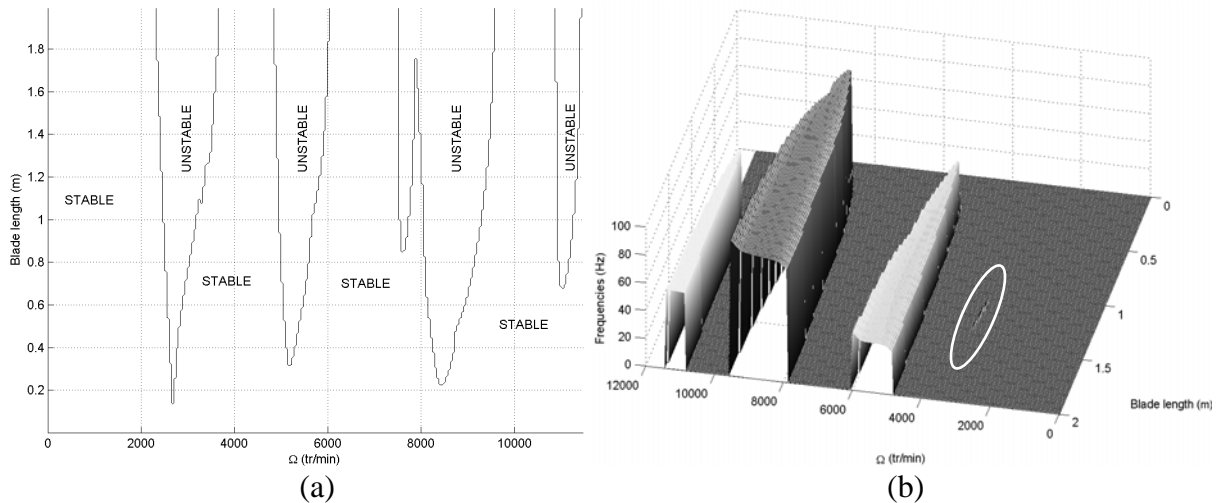 1.8
1.6
1.4
1.2
1
0.8
0.6
0.4
0.2
Blade length (m)
0
2000
4000
6000
8000
10000
Ω (tr/min)
STABLE
UNSTABLE
STABLE
UNSTABLE
STABLE
UNSTABLE
STABLE
UNSTABLE
(a)
100
80
60
40
20
0
Frequencies (Hz)
12000
10000
8000
6000
4000
2000
0
Ω (tr/min)
0
0.5
1
1.5
2
Blade length (m)
(b)